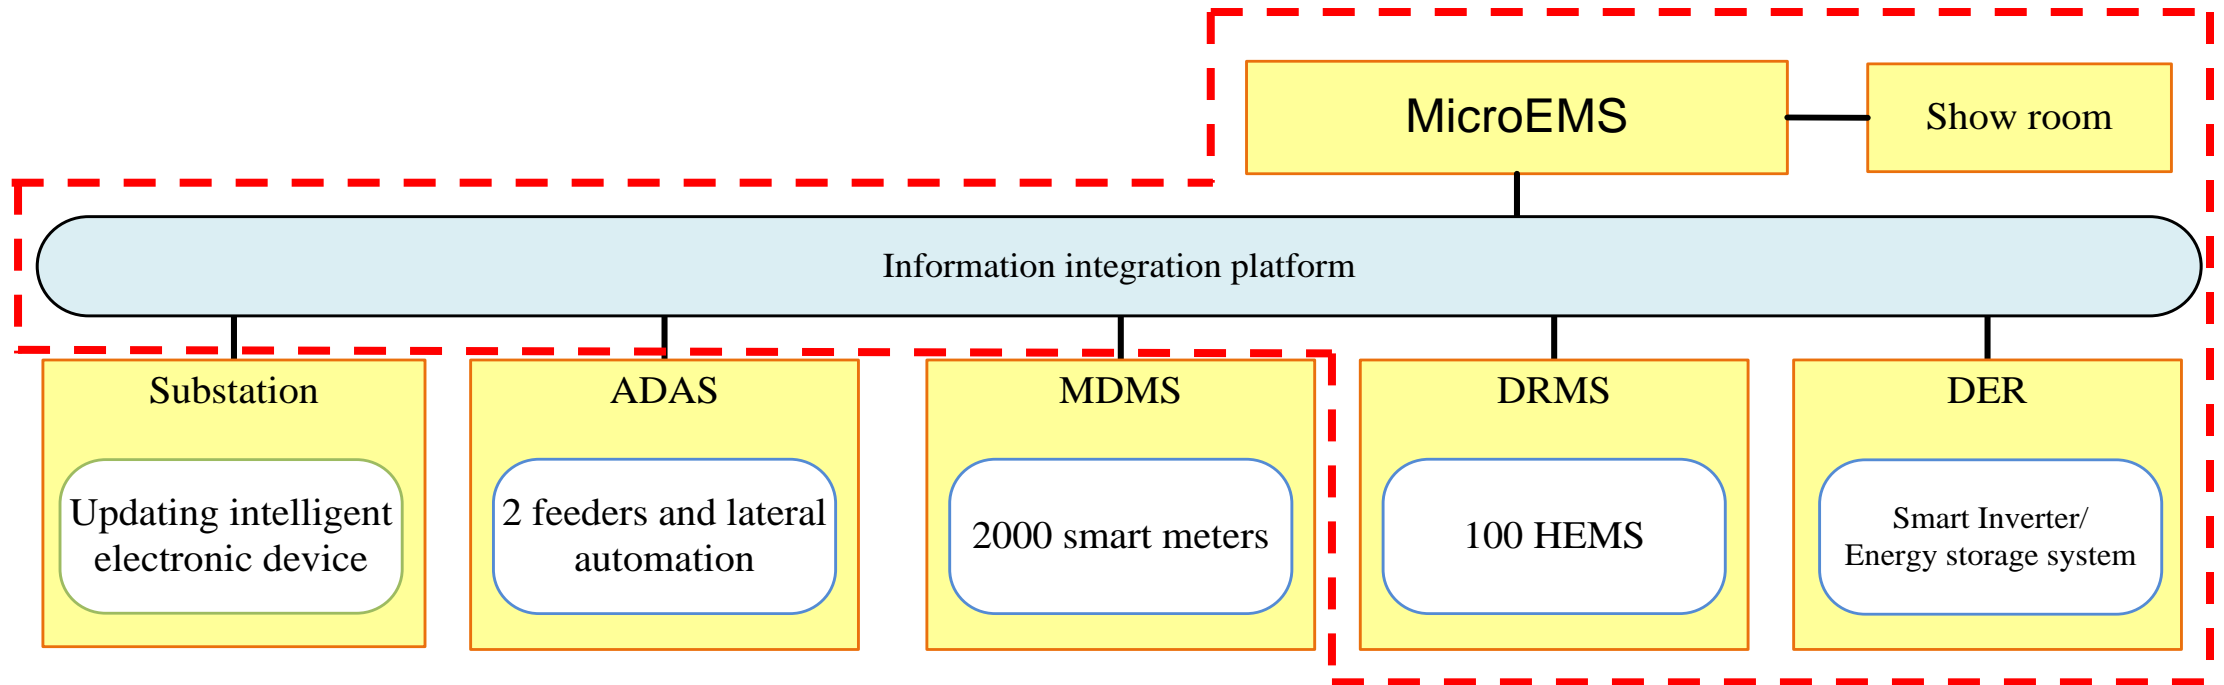 MicroEMS
Show room
Information integration platform
Substation
Updating intelligent
electronic device
ADAS
2 feeders and lateral
automation
MDMS
2000 smart meters
DRMS
100 HEMS
DER
Smart Inverter/
Energy storage system